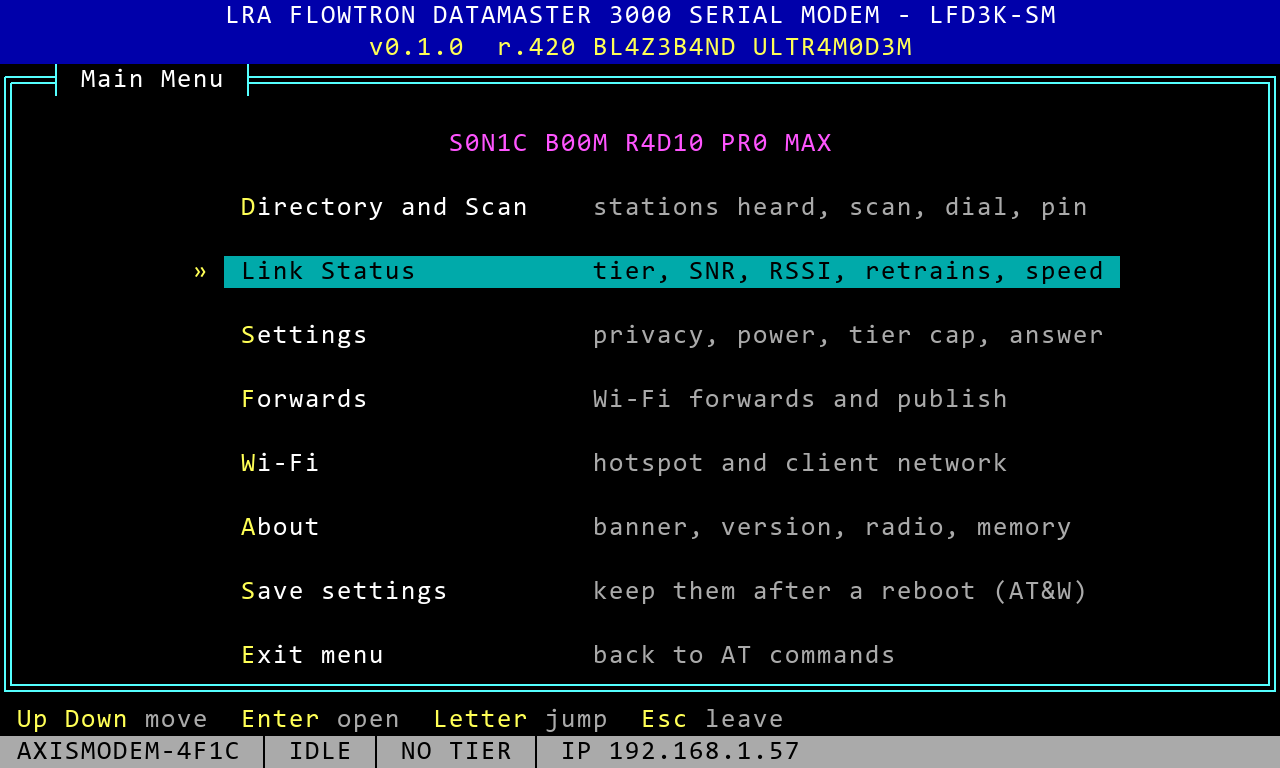 LRA FLOWTRON DATAMASTER 3000 SERIAL MODEM - LFD3K-SM
v0.1.0  r.420 BL4Z3B4ND ULTR4M0D3M
Main Menu
S0N1C B00M R4D10 PR0 MAX
Directory and Scan    stations heard, scan, dial, pin
» Link Status    tier, SNR, RSSI, retrains, speed
Settings    privacy, power, tier cap, answer
Forwards    Wi-Fi forwards and publish
Wi-Fi    hotspot and client network
About    banner, version, radio, memory
Save settings    keep them after a reboot (AT&W)
Exit menu    back to AT commands
Up Down move  Enter open  Letter jump  Esc leave
AXISMODEM-4F1C │ IDLE │ NO TIER │ IP 192.168.1.57